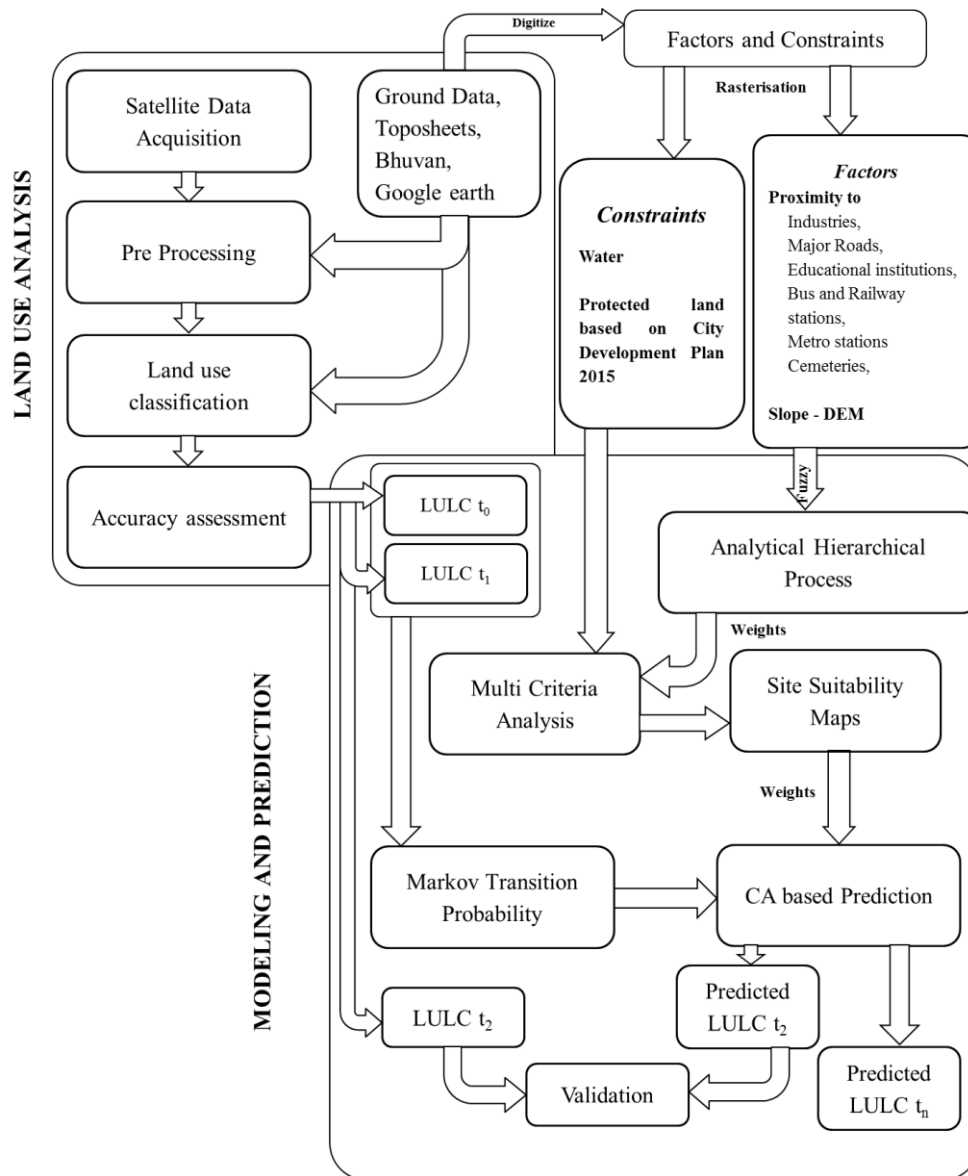 Digitize
Factors and Constraints
Rasterisation
LAND USE ANALYSIS
Satellite Data
Acquisition
Ground Data,
Toposheets,
Bhuvan,
Google earth
Pre Processing
Land use
classification
Accuracy assessment
Constraints
Water
Protected land
based on City
Development Plan
2015
Factors
Proximity to
Industries,
Major Roads,
Educational institutions,
Bus and Railway
stations,
Metro stations
Cemeteries,
Slope - DEM
Fuzzy
MODELING AND PREDICTION
LULC t₀
LULC t₁
Analytical Hierarchical
Process
Weights
Multi Criteria
Analysis
Site Suitability
Maps
Weights
Markov Transition
Probability
CA based Prediction
LULC t₂
Predicted
LULC t₂
Validation
Predicted
LULC tₙ